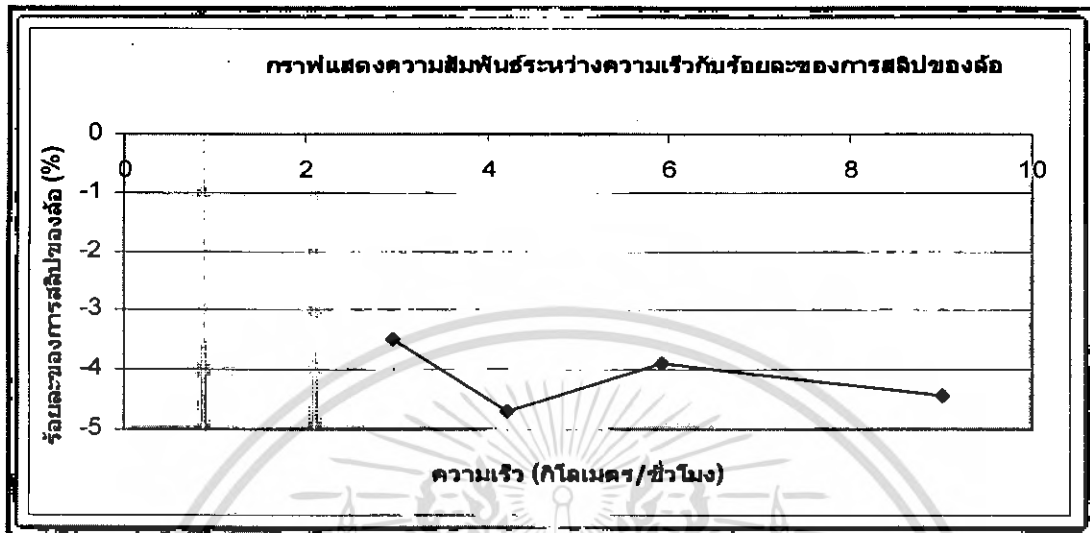 กราฟแสดงความสัมพันธ์ระหว่างความเร็วกับร้อยละของการสลิปของล้อ
ร้อยละของการสลิปของล้อ (%)
0
-1
-2
-3
-4
-5
0 2 4 6 8 10
ความเร็ว (กิโลเมตร/ชั่วโมง)